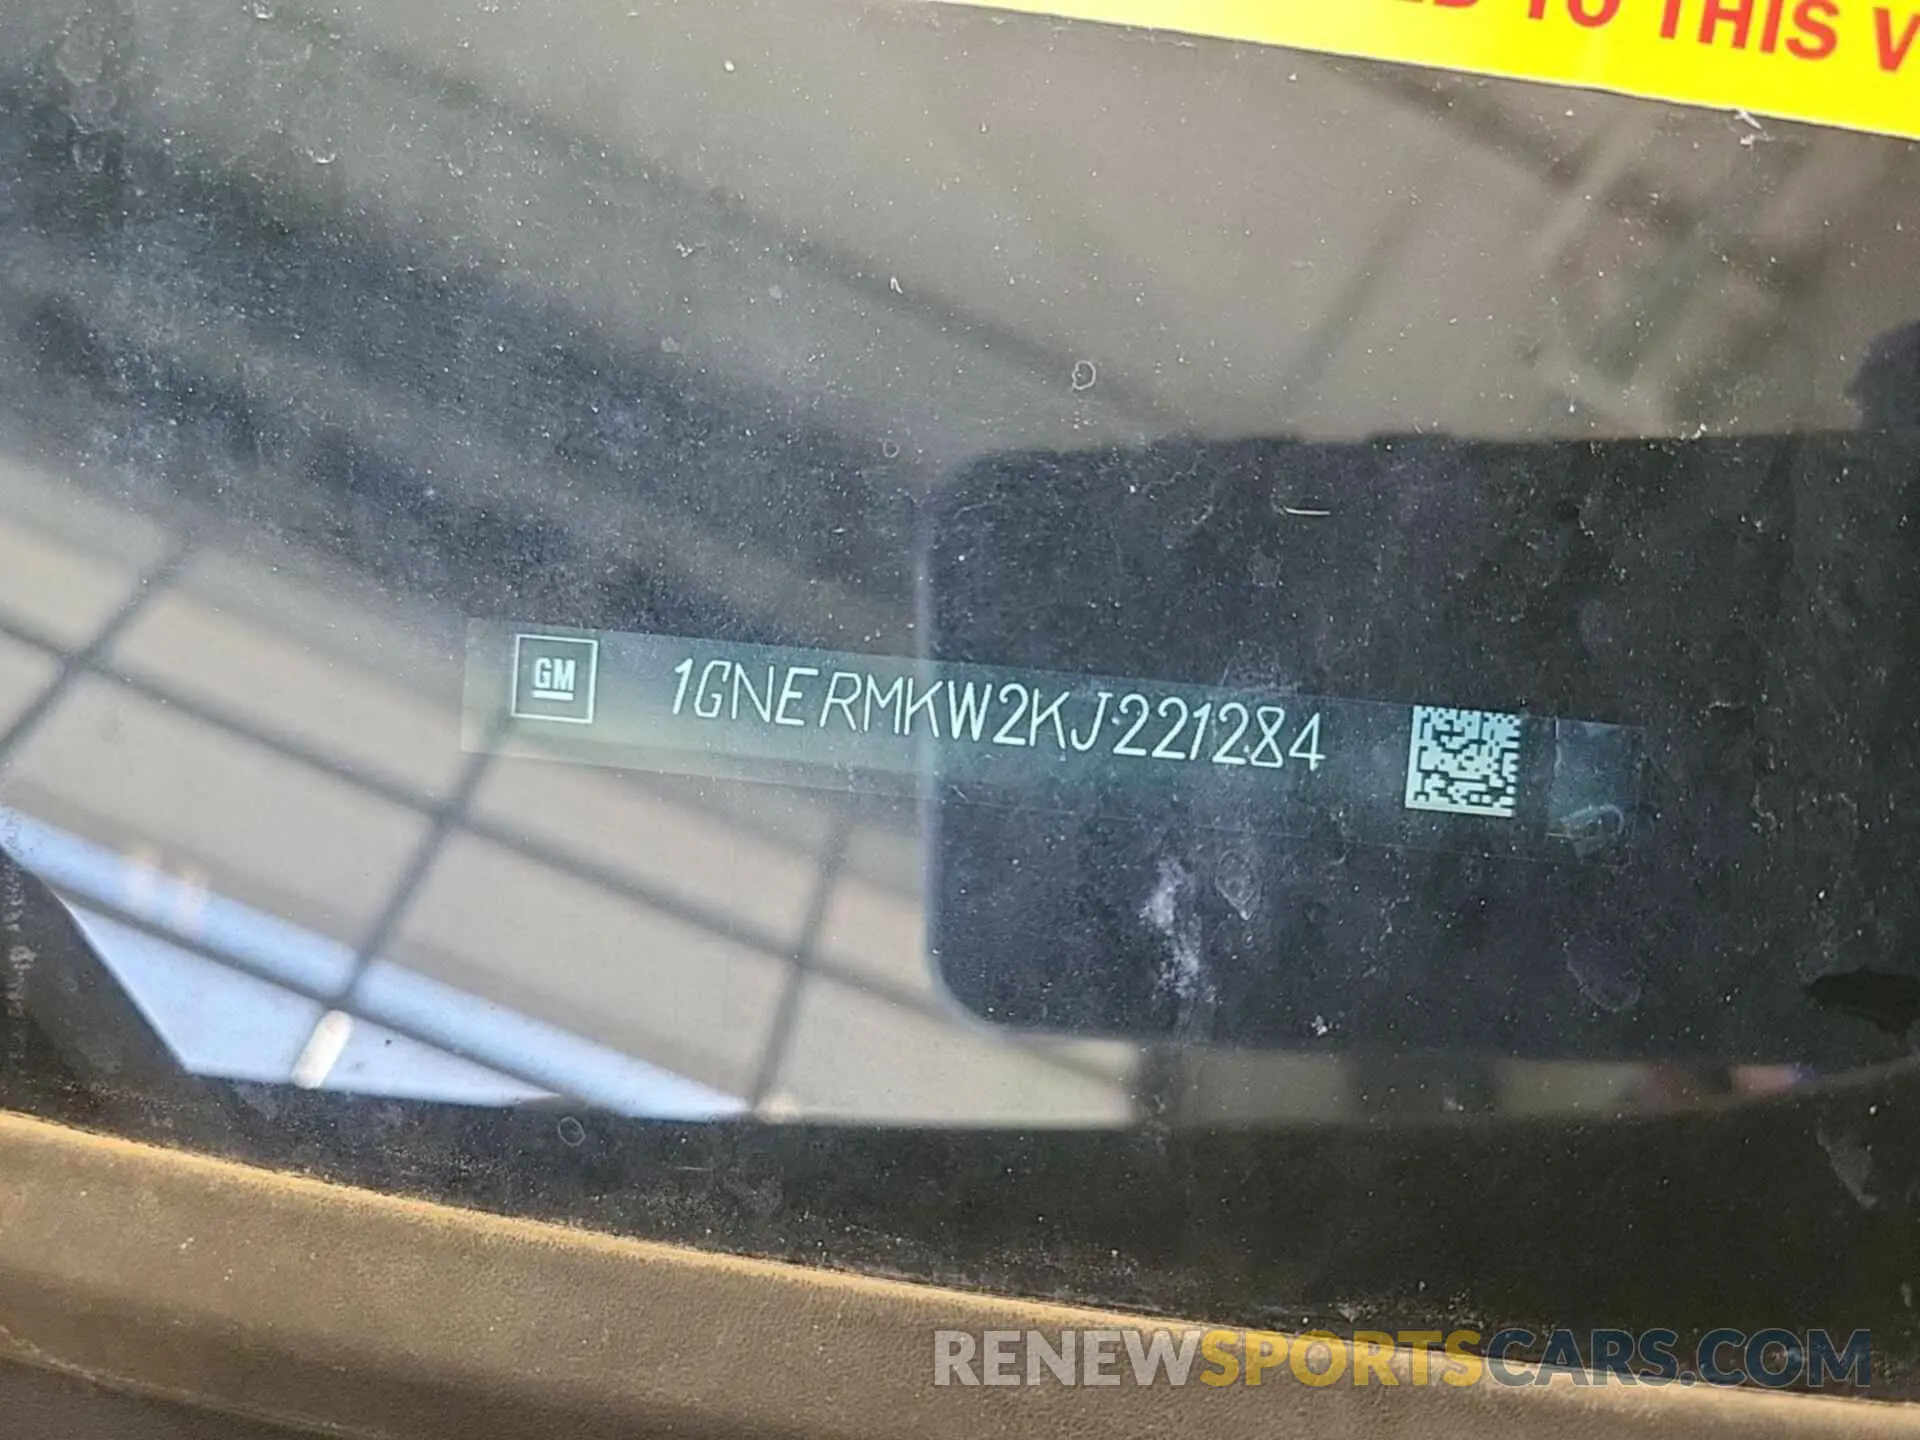 TO THIS
GM 1GNERMKW2KJ221284
RENEWSPORTSCARS.COM